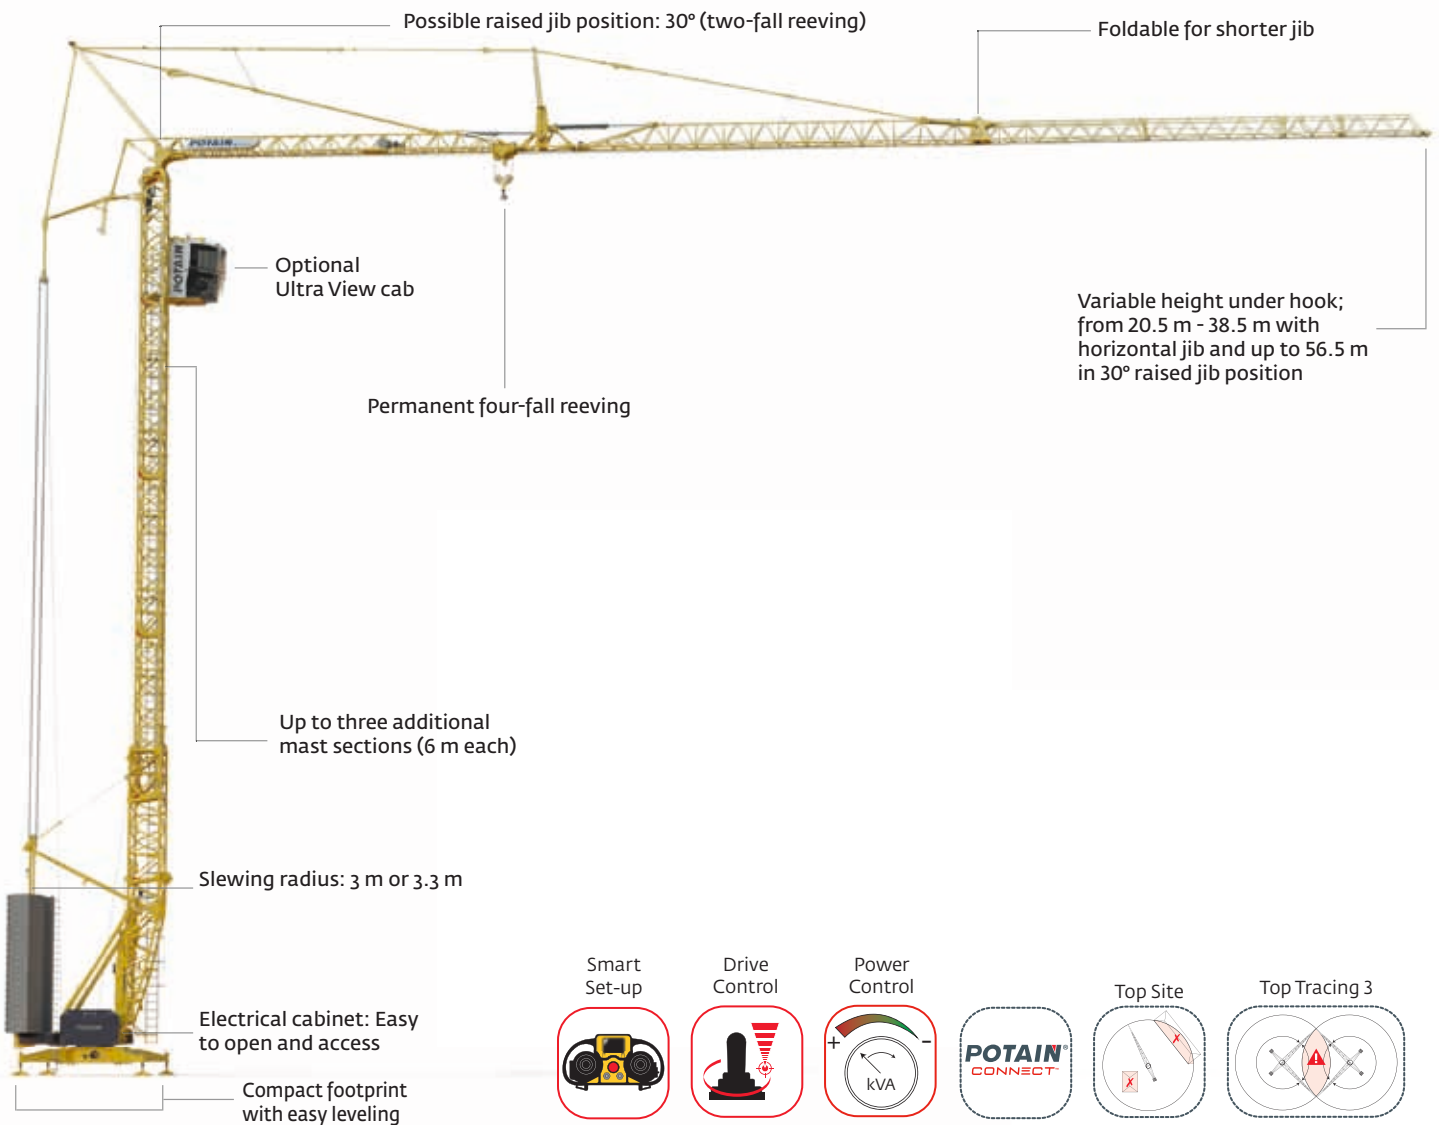 Possible raised jib position: 30° (two-fall reeving)
Foldable for shorter jib
POTAIN
POTAIN
Optional
Ultra View cab
Variable height under hook;
from 20.5 m - 38.5 m with
horizontal jib and up to 56.5 m
in 30° raised jib position
Permanent four-fall reeving
Up to three additional
mast sections (6 m each)
Slewing radius: 3 m or 3.3 m
Electrical cabinet: Easy
to open and access
Compact footprint
with easy leveling
Smart
Set-up
Drive
Control
Power
Control
+ -
kVA
POTAIN®
CONNECT™
Top Site
Top Tracing 3